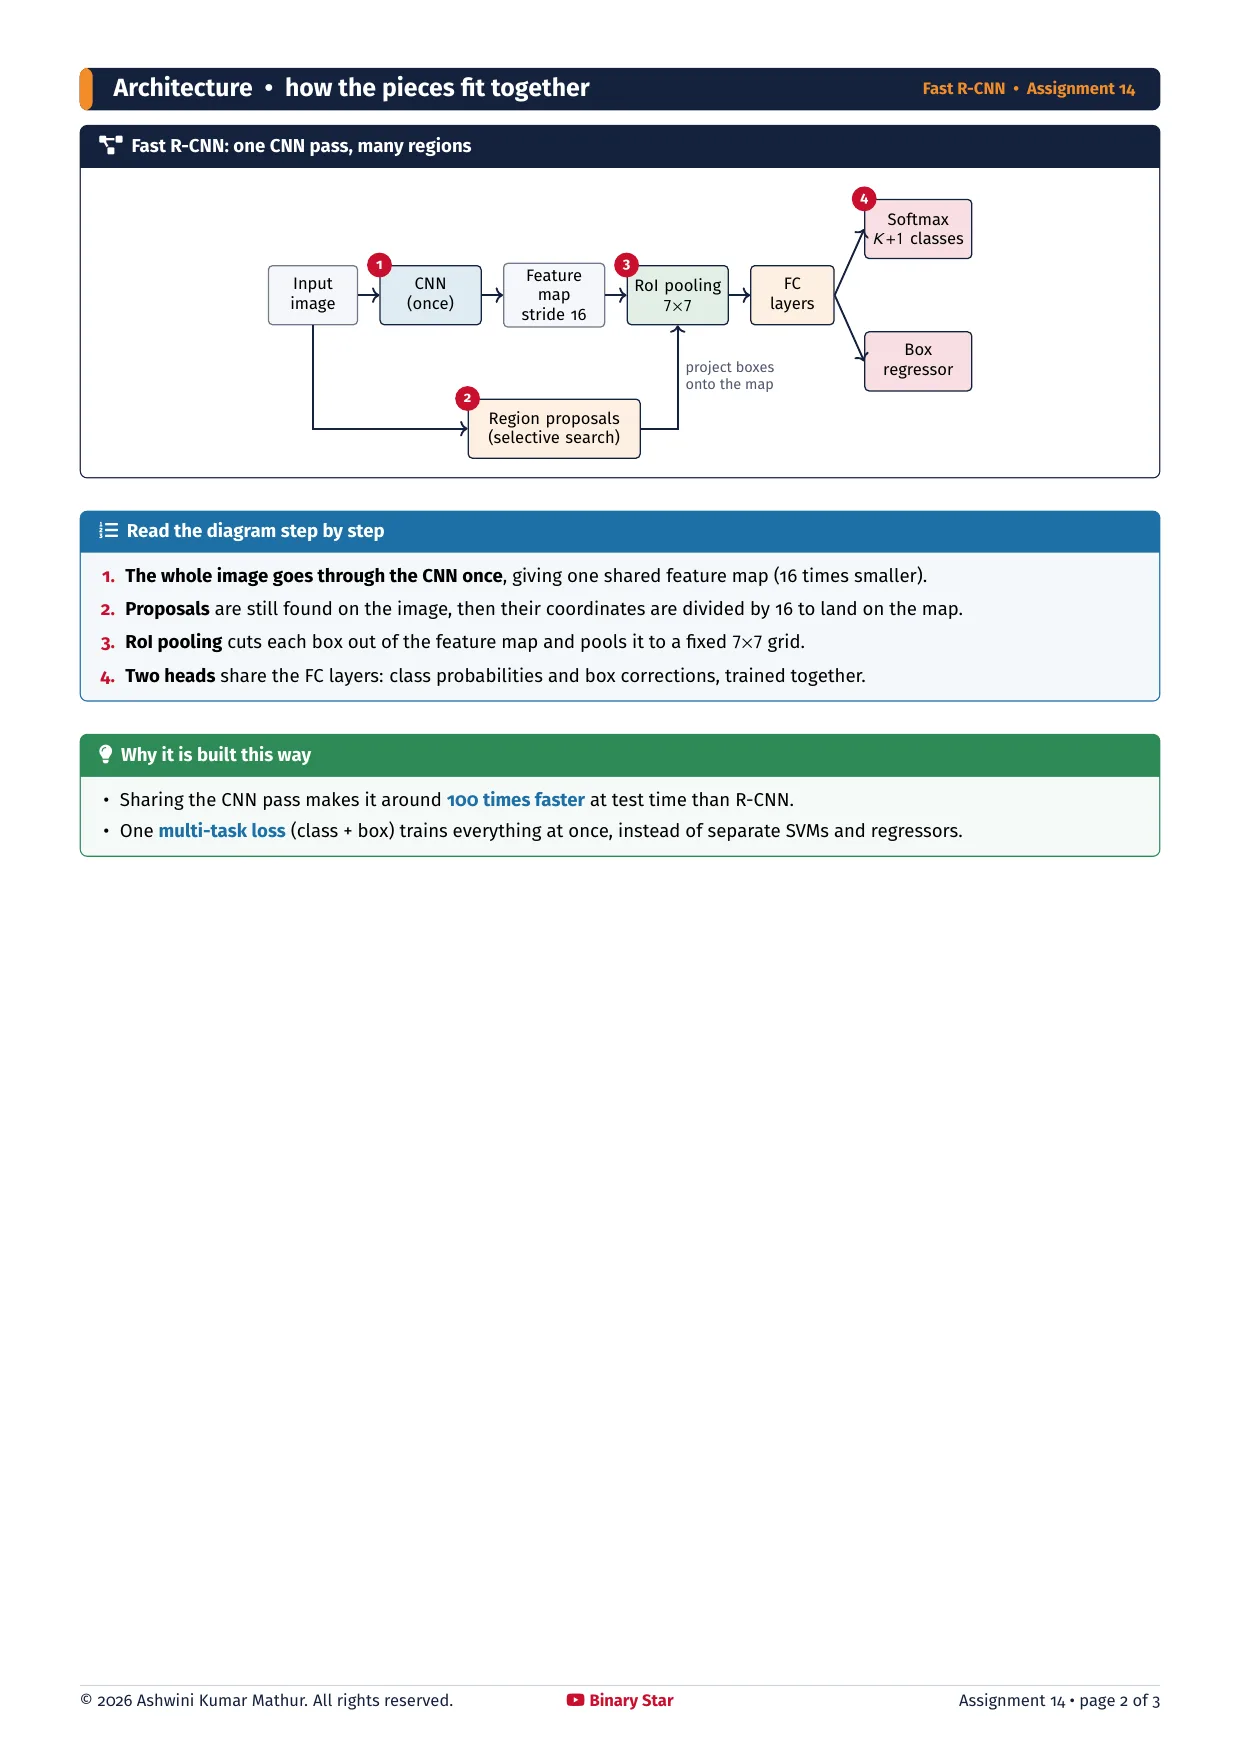 Architecture • how the pieces fit together
Fast R-CNN • Assignment 14
Fast R-CNN: one CNN pass, many regions
Input
image
1
CNN
(once)
Feature
map
stride 16
3
RoI pooling
7×7
FC
layers
4
Softmax
K+1 classes
Box
regressor
project boxes
onto the map
2
Region proposals
(selective search)
Read the diagram step by step
1. The whole image goes through the CNN once, giving one shared feature map (16 times smaller).
2. Proposals are still found on the image, then their coordinates are divided by 16 to land on the map.
3. RoI pooling cuts each box out of the feature map and pools it to a fixed 7×7 grid.
4. Two heads share the FC layers: class probabilities and box corrections, trained together.
Why it is built this way
• Sharing the CNN pass makes it around 100 times faster at test time than R-CNN.
• One multi-task loss (class + box) trains everything at once, instead of separate SVMs and regressors.
© 2026 Ashwini Kumar Mathur. All rights reserved.
Binary Star
Assignment 14 • page 2 of 3